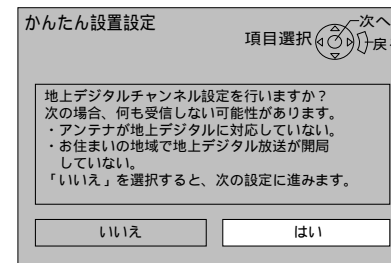 かんたん設置設定
項目選択
次へ
戻
地上デジタルチャンネル設定を行いますか？
次の場合、何も受信しない可能性があります。
・アンテナが地上デジタルに対応していない。
・お住まいの地域で地上デジタル放送が開局
していない。
「いいえ」を選択すると、次の設定に進みます。
いいえ
はい